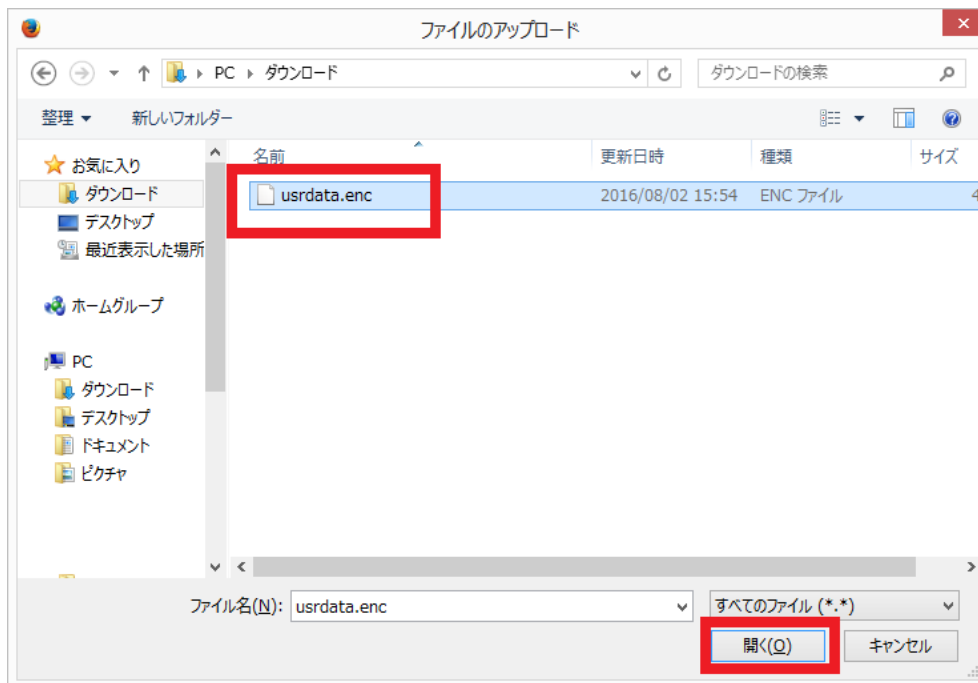 ファイルのアップロード
PC ダウンロード
ダウンロードの検索
整理 新しいフォルダー
名前 更新日時 種類 サイズ
usrdata.enc 2016/08/02 15:54 ENC ファイル 4
お気に入り
ダウンロード
デスクトップ
最近表示した場所
ホームグループ
PC
ダウンロード
デスクトップ
ドキュメント
ピクチャ
ファイル名(N): usrdata.enc すべてのファイル (*.*)
開く(O) キャンセル